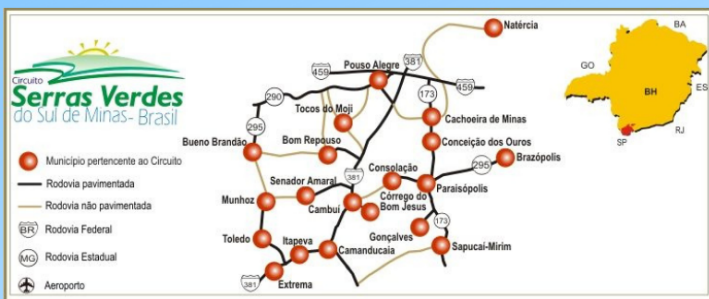 Circuito
Serras Verdes
do Sul de Minas- Brasil
Município pertencente ao Circuito
Rodovia pavimentada
Rodovia não pavimentada
BR Rodovia Federal
MG Rodovia Estadual
Aeroporto
Natércia
Pouso Alegre
381
459
459
290
173
Tocos do Moji
Cachoeira de Minas
295
Conceição dos Ouros
Bueno Brandão
Bom Repouso
Brazópolis
295
Consolação
381
Senador Amaral
Paraisópolis
Munhoz
Cambuí
Córrego do
Bom Jesus
173
Gonçalves
Toledo
Itapeva
Camanducaia
Sapucaí-Mirim
381
Extrema
BA
GO
BH
ES
SP
RJ